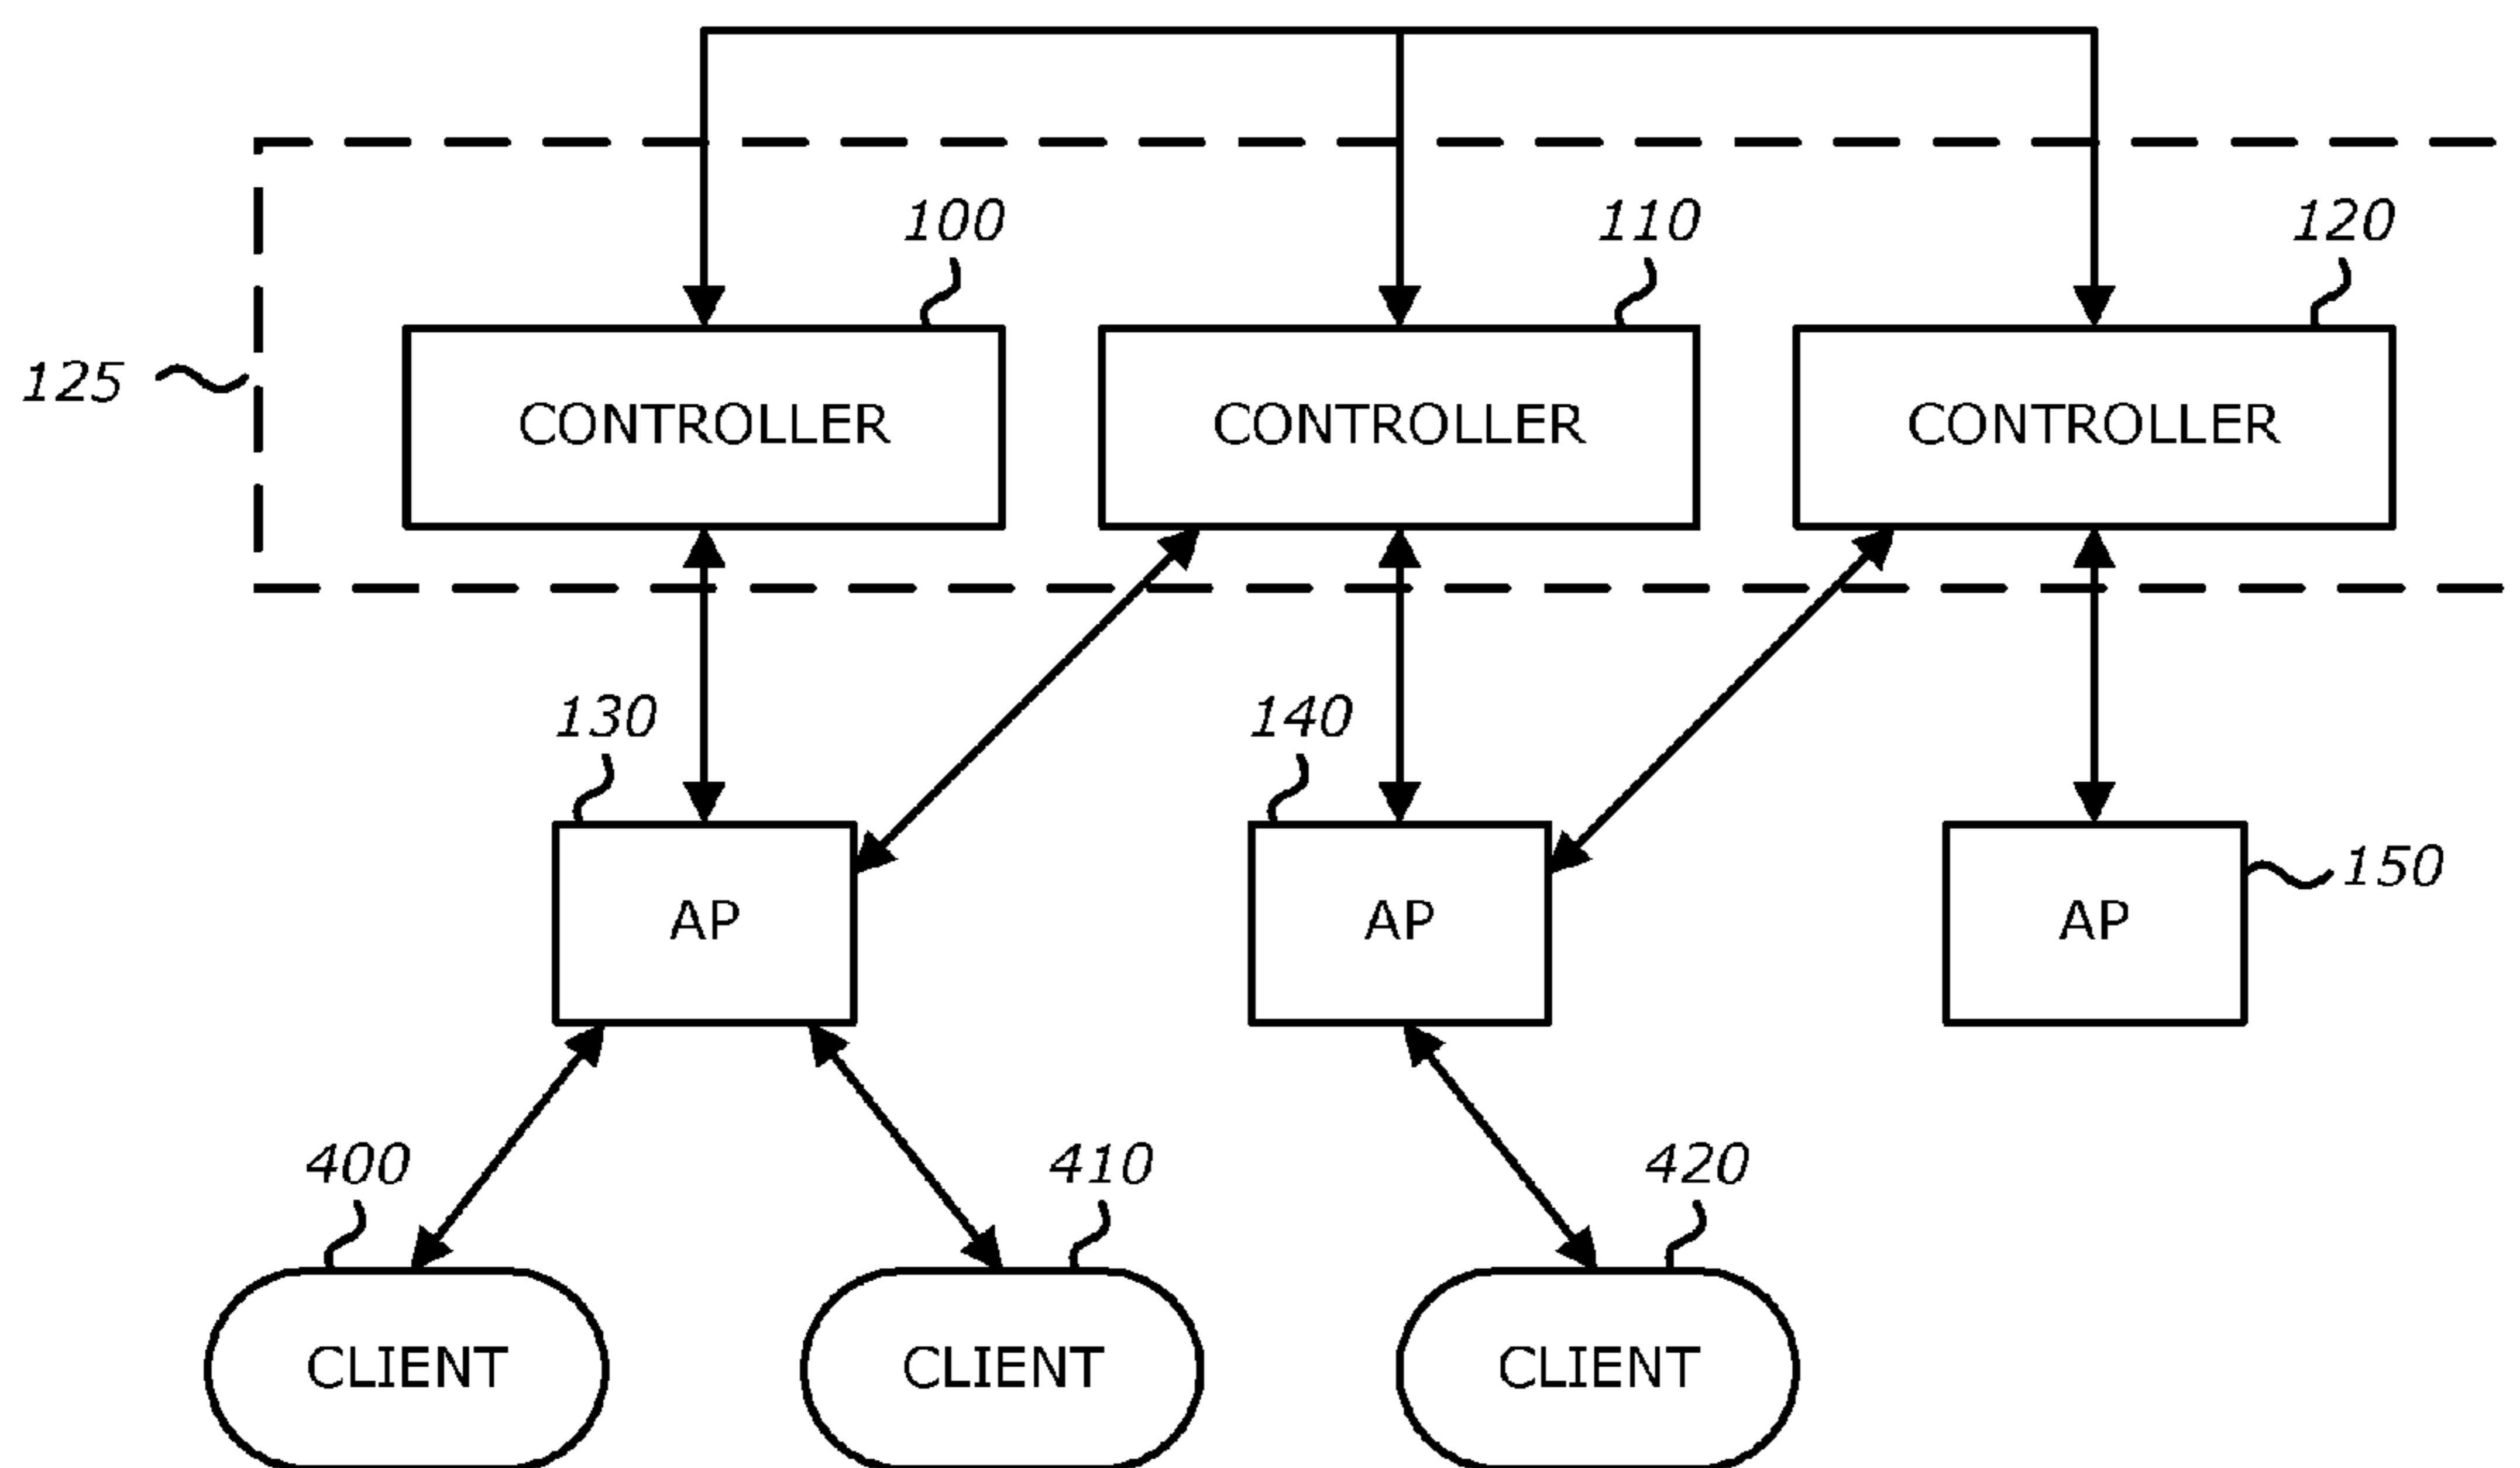 100 110 120
125
CONTROLLER CONTROLLER CONTROLLER
130 140
150
AP AP AP
400 410 420
CLIENT CLIENT CLIENT